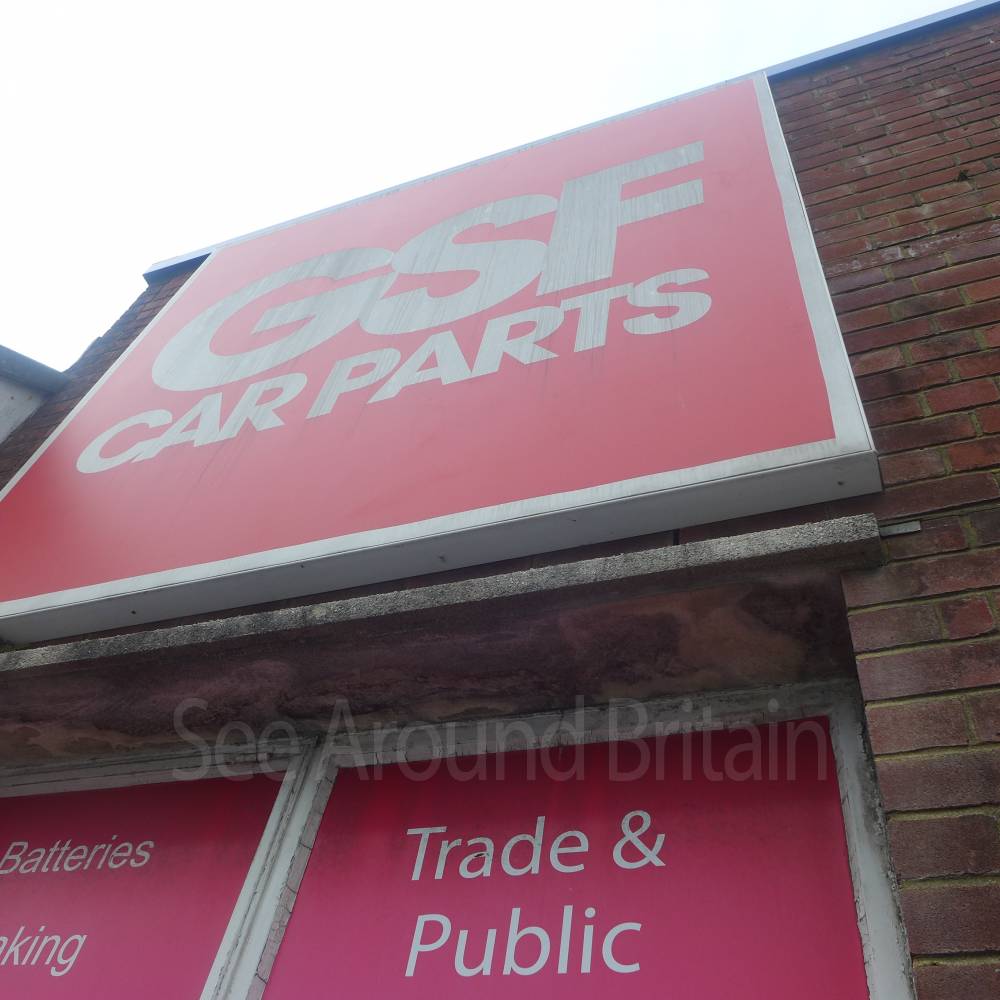 GSF
CAR PARTS
See Around Britain
Batteries
Trade &
Public